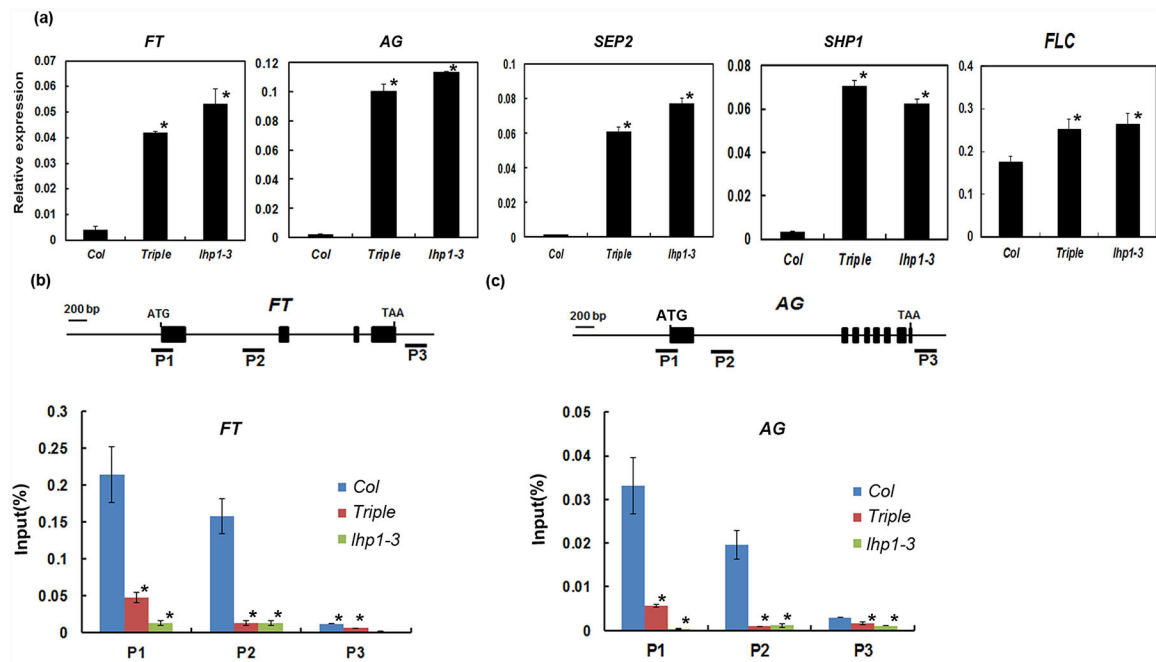 (a)
FT
AG
SEP2
SHP1
FLC
Relative expression
0.07
0.06
0.05
0.04
0.03
0.02
0.01
0
Col
Triple
lhp1-3
0.12
0.1
0.08
0.06
0.04
0.02
0
Col
Triple
lhp1-3
0.1
0.08
0.06
0.04
0.02
0
Col
Triple
lhp1-3
0.08
0.06
0.04
0.02
0
Col
Triple
lhp1-3
0.4
0.3
0.2
0.1
0
Col
Triple
lhp1-3
* * * * * * * * * *
(b)
FT
200 bp
ATG
TAA
P1
P2
P3
(c)
AG
200 bp
ATG
TAA
P1
P2
P3
FT
Input(%)
0.3
0.25
0.2
0.15
0.1
0.05
0
Col
Triple
lhp1-3
* * * * * *
P1
P2
P3
AG
Input(%)
0.05
0.04
0.03
0.02
0.01
0
Col
Triple
lhp1-3
* * * * * *
P1
P2
P3